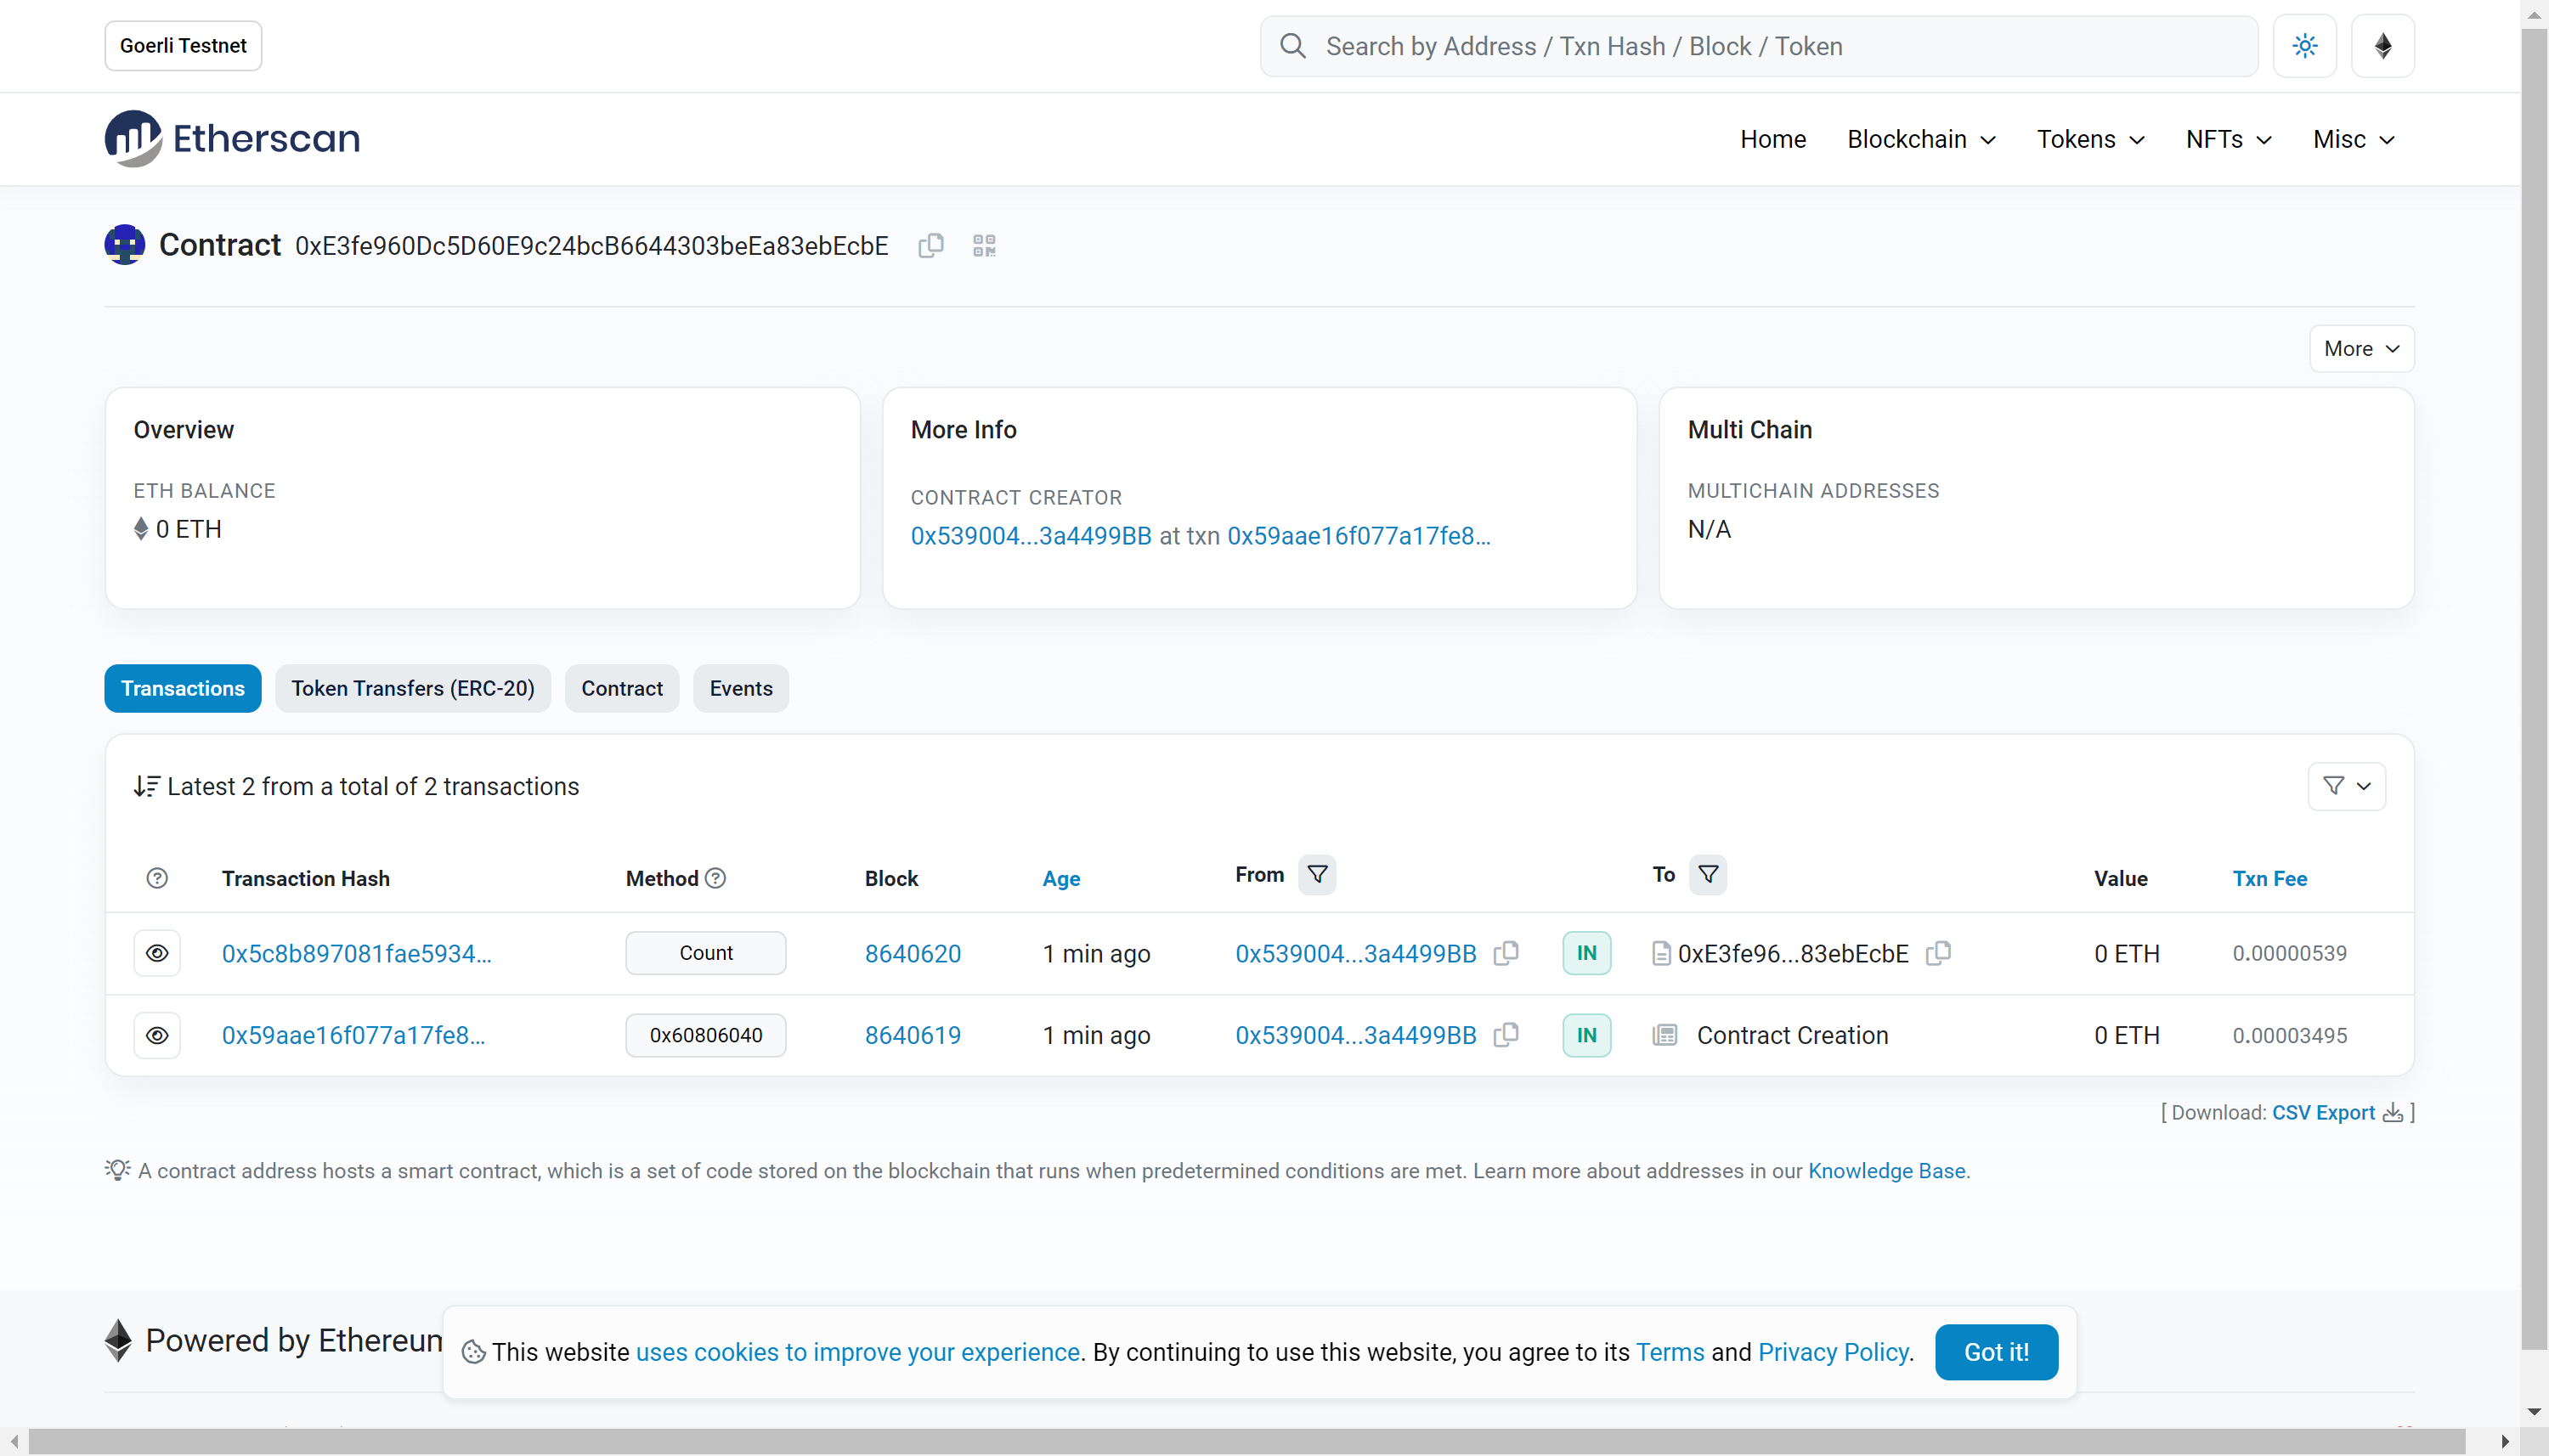 Goerli Testnet
Search by Address / Txn Hash / Block / Token
Etherscan
Home Blockchain Tokens NFTs Misc
Contract 0xE3fe960Dc5D60E9c24bcB6644303beEa83ebEcbE
More
Overview
ETH BALANCE
0 ETH
More Info
CONTRACT CREATOR
0x539004...3a4499BB at txn 0x59aae16f077a17fe8...
Multi Chain
MULTICHAIN ADDRESSES
N/A
Transactions Token Transfers (ERC-20) Contract Events
Latest 2 from a total of 2 transactions
Transaction Hash Method Block Age From To Value Txn Fee
0x5c8b897081fae5934... Count 8640620 1 min ago 0x539004...3a4499BB IN 0xE3fe96...83ebEcbE 0 ETH 0.00000539
0x59aae16f077a17fe8... 0x60806040 8640619 1 min ago 0x539004...3a4499BB IN Contract Creation 0 ETH 0.00003495
[ Download: CSV Export ]
A contract address hosts a smart contract, which is a set of code stored on the blockchain that runs when predetermined conditions are met. Learn more about addresses in our Knowledge Base.
Powered by Ethereum
This website uses cookies to improve your experience. By continuing to use this website, you agree to its Terms and Privacy Policy.
Got it!